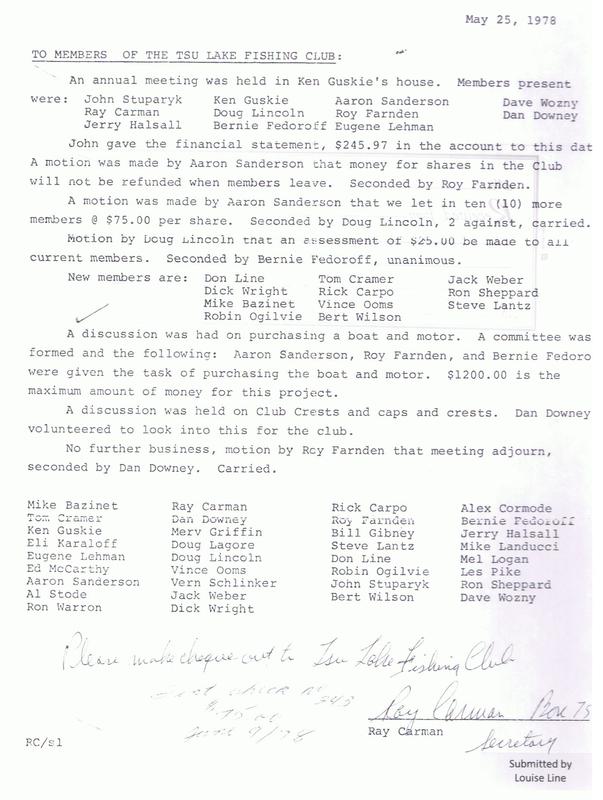 May 25, 1978
TO MEMBERS OF THE TSU LAKE FISHING CLUB:
An annual meeting was held in Ken Guskie's house. Members present
were: John Stuparyk Ken Guskie Aaron Sanderson Dave Wozny
Ray Carman Doug Lincoln Roy Farnden Dan Downey
Jerry Halsall Bernie Fedoroff Eugene Lehman
John gave the financial statement, $245.97 in the account to this dat
A motion was made by Aaron Sanderson that money for shares in the Club
will not be refunded when members leave. Seconded by Roy Farnden.
A motion was made by Aaron Sanderson that we let in ten (10) more
members @ $75.00 per share. Seconded by Doug Lincoln, 2 against, carried.
Motion by Doug Lincoln that an assessment of $25.00 be made to all
current members. Seconded by Bernie Fedoroff, unanimous.
New members are: Don Line Tom Cramer Jack Weber
Dick Wright Rick Carpo Ron Sheppard
Mike Bazinet Vince Ooms Steve Lantz
Robin Ogilvie Bert Wilson
A discussion was had on purchasing a boat and motor. A committee was
formed and the following: Aaron Sanderson, Roy Farnden, and Bernie Fedoro
were given the task of purchasing the boat and motor. $1200.00 is the
maximum amount of money for this project.
A discussion was held on Club Crests and caps and crests. Dan Downey
volunteered to look into this for the club.
No further business, motion by Roy Farnden that meeting adjourn,
seconded by Dan Downey. Carried.
Mike Bazinet Ray Carman Rick Carpo Alex Cormode
Tom Cramer Dan Downey Roy Farnden Bernie Fedoroff
Ken Guskie Merv Griffin Bill Gibney Jerry Halsall
Eli Karaloff Doug Lagore Steve Lantz Mike Landucci
Eugene Lehman Doug Lincoln Don Line Mel Logan
Ed McCarthy Vince Ooms Robin Ogilvie Les Pike
Aaron Sanderson Vern Schlinker John Stuparyk Ron Sheppard
Al Stode Jack Weber Bert Wilson Dave Wozny
Ron Warron Dick Wright
Please make cheque out to Tsu Lake Fishing Club
343
$75.00
June 9/78
Ray Carman Box 75
Ray Carman
Secretary
RC/sl
Submitted by
Louise Line